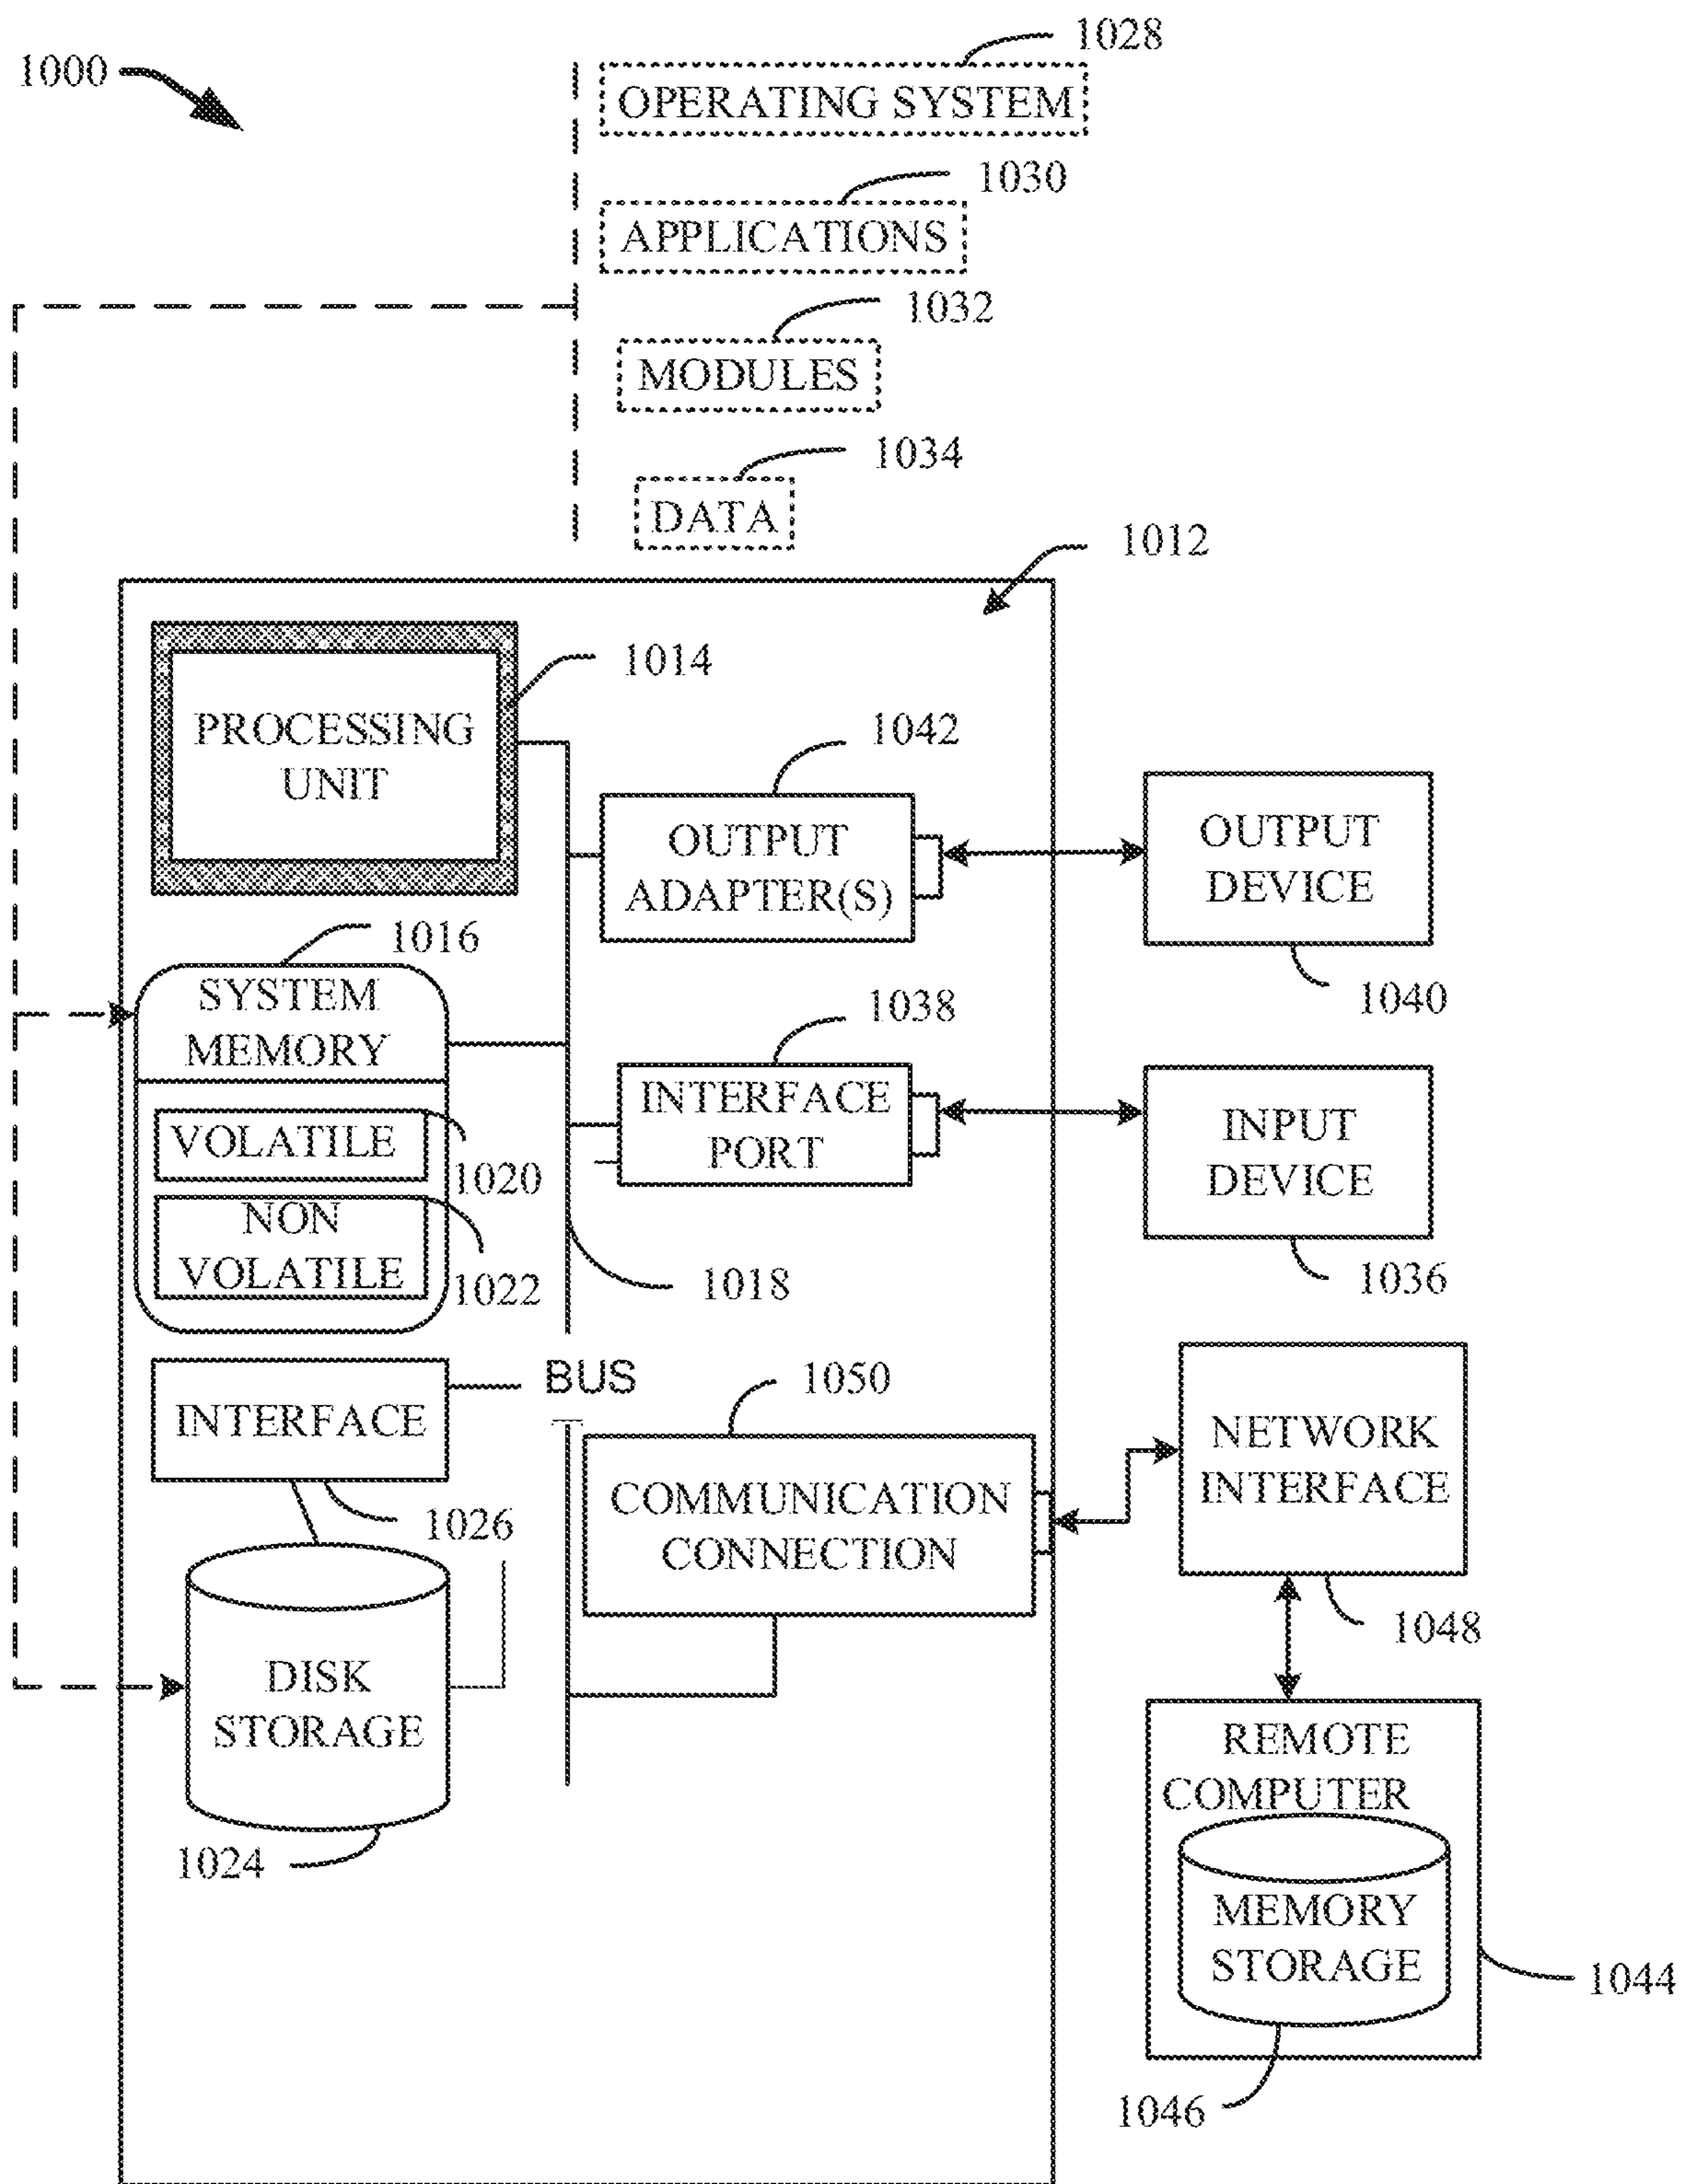 1028
1000
OPERATING SYSTEM
1030
APPLICATIONS
1032
MODULES
1034
DATA
1012
1014
PROCESSING
UNIT
1042
OUTPUT
ADAPTER(S)
OUTPUT
DEVICE
1040
1016
SYSTEM
MEMORY
1038
INTERFACE
PORT
INPUT
DEVICE
1036
VOLATILE
1020
NON
VOLATILE
1022
1018
BUS
INTERFACE
1026
1050
COMMUNICATION
CONNECTION
NETWORK
INTERFACE
1048
DISK
STORAGE
1024
REMOTE
COMPUTER
MEMORY
STORAGE
1044
1046